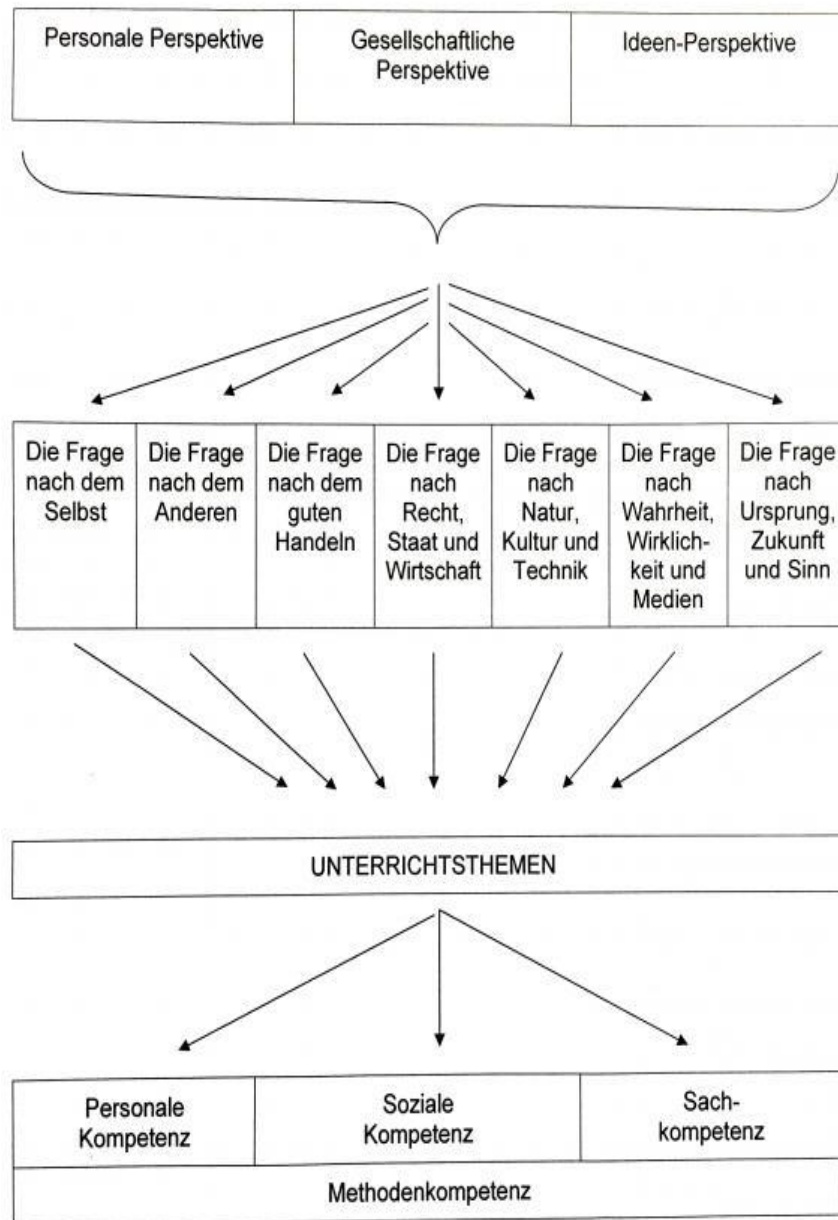 Personale Perspektive
Gesellschaftliche
Perspektive
Ideen-Perspektive
Die Frage
nach dem
Selbst
Die Frage
nach dem
Anderen
Die Frage
nach dem
guten
Handeln
Die Frage
nach
Recht,
Staat und
Wirtschaft
Die Frage
nach
Natur,
Kultur und
Technik
Die Frage
nach
Wahrheit,
Wirklich-
keit und
Medien
Die Frage
nach
Ursprung,
Zukunft
und Sinn
UNTERRICHTSTHEMEN
Personale
Kompetenz
Soziale
Kompetenz
Sach-
kompetenz
Methodenkompetenz